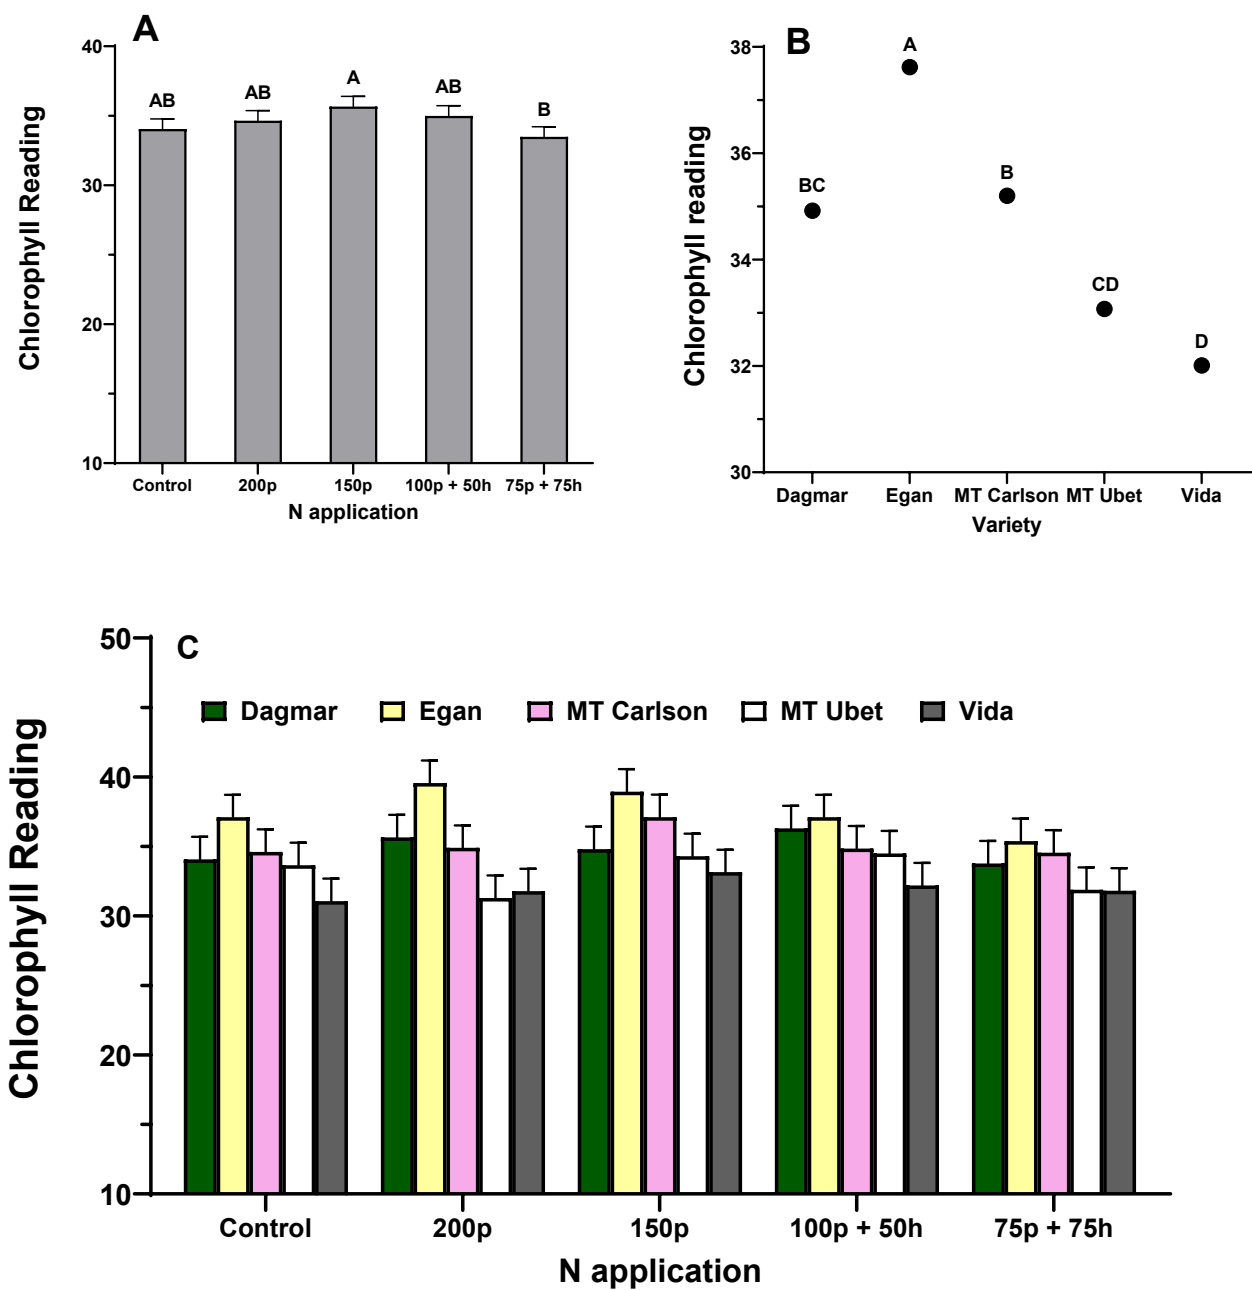 A
Chlorophyll Reading
40
30
20
10
AB
AB
A
AB
B
Control 200p 150p 100p + 50h 75p + 75h
N application
B
Chlorophyll reading
38
36
34
32
30
BC
A
B
CD
D
Dagmar Egan MT Carlson MT Ubet Vida
Variety
C
Chlorophyll Reading
50
40
30
20
10
Dagmar Egan MT Carlson MT Ubet Vida
Control 200p 150p 100p + 50h 75p + 75h
N application